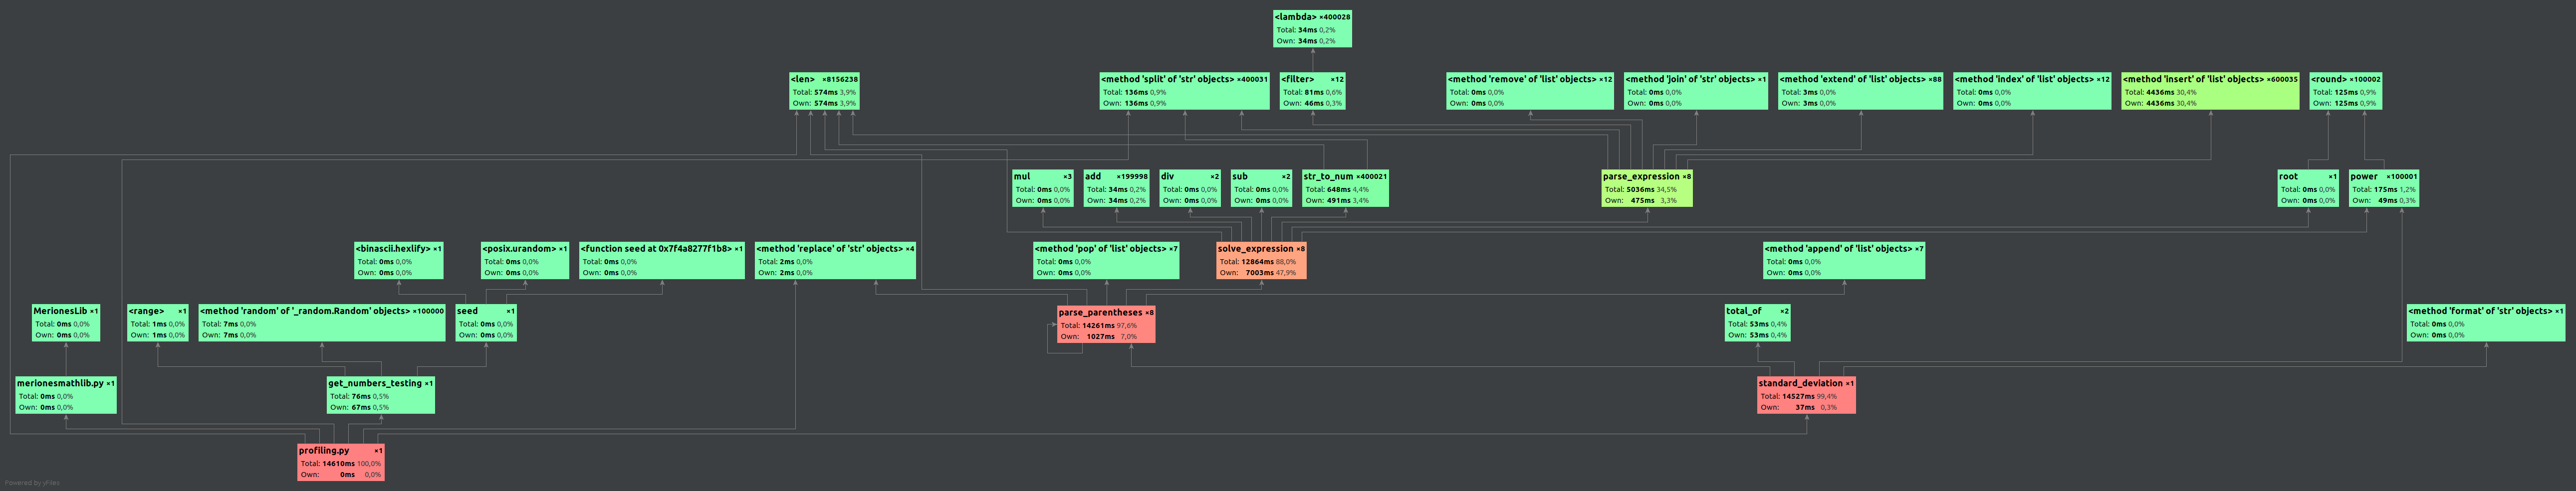 <lambda> ×400028
Total: 34ms 0,2%
Own: 34ms 0,2%
<len> ×8156238
Total: 574ms 3,9%
Own: 574ms 3,9%
<method 'split' of 'str' objects> ×400031
Total: 136ms 0,9%
Own: 136ms 0,9%
<filter> ×12
Total: 81ms 0,6%
Own: 46ms 0,3%
<method 'remove' of 'list' objects> ×12
Total: 0ms 0,0%
Own: 0ms 0,0%
<method 'join' of 'str' objects> ×1
Total: 0ms 0,0%
Own: 0ms 0,0%
<method 'extend' of 'list' objects> ×88
Total: 3ms 0,0%
Own: 3ms 0,0%
<method 'index' of 'list' objects> ×12
Total: 0ms 0,0%
Own: 0ms 0,0%
<method 'insert' of 'list' objects> ×600035
Total: 4436ms 30,4%
Own: 4436ms 30,4%
<round> ×100002
Total: 125ms 0,9%
Own: 125ms 0,9%
mul ×3
Total: 0ms 0,0%
Own: 0ms 0,0%
add ×199998
Total: 34ms 0,2%
Own: 34ms 0,2%
div ×2
Total: 0ms 0,0%
Own: 0ms 0,0%
sub ×2
Total: 0ms 0,0%
Own: 0ms 0,0%
str_to_num ×400021
Total: 648ms 4,4%
Own: 491ms 3,4%
parse_expression ×8
Total: 5036ms 34,5%
Own: 475ms 3,3%
root ×1
Total: 0ms 0,0%
Own: 0ms 0,0%
power ×100001
Total: 175ms 1,2%
Own: 49ms 0,3%
<binascii.hexlify> ×1
Total: 0ms 0,0%
Own: 0ms 0,0%
<posix.urandom> ×1
Total: 0ms 0,0%
Own: 0ms 0,0%
<function seed at 0x7f4a8277f1b8> ×1
Total: 0ms 0,0%
Own: 0ms 0,0%
<method 'replace' of 'str' objects> ×4
Total: 2ms 0,0%
Own: 2ms 0,0%
<method 'pop' of 'list' objects> ×7
Total: 0ms 0,0%
Own: 0ms 0,0%
solve_expression ×8
Total: 12864ms 88,0%
Own: 7003ms 47,9%
<method 'append' of 'list' objects> ×7
Total: 0ms 0,0%
Own: 0ms 0,0%
MerionesLib ×1
Total: 0ms 0,0%
Own: 0ms 0,0%
<range> ×1
Total: 1ms 0,0%
Own: 1ms 0,0%
<method 'random' of '_random.Random' objects> ×100000
Total: 7ms 0,0%
Own: 7ms 0,0%
seed ×1
Total: 0ms 0,0%
Own: 0ms 0,0%
parse_parentheses ×8
Total: 14261ms 97,6%
Own: 1027ms 7,0%
total_of ×2
Total: 53ms 0,4%
Own: 53ms 0,4%
<method 'format' of 'str' objects> ×1
Total: 0ms 0,0%
Own: 0ms 0,0%
merionesmathlib.py ×1
Total: 0ms 0,0%
Own: 0ms 0,0%
get_numbers_testing ×1
Total: 76ms 0,5%
Own: 67ms 0,5%
standard_deviation ×1
Total: 14527ms 99,4%
Own: 37ms 0,3%
profiling.py ×1
Total: 14610ms 100,0%
Own: 0ms 0,0%
Powered by yFiles